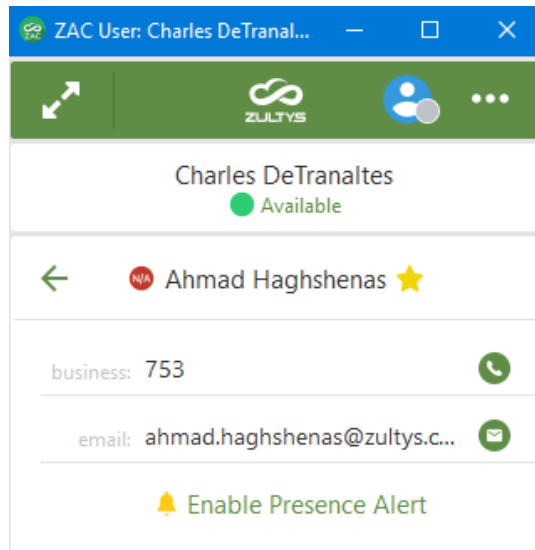 ZAC
ZAC User: Charles DeTranal...
ZULTYS
Charles DeTranaltes
Available
N/A Ahmad Haghshenas
business: 753
email: ahmad.haghshenas@zultys.c...
Enable Presence Alert